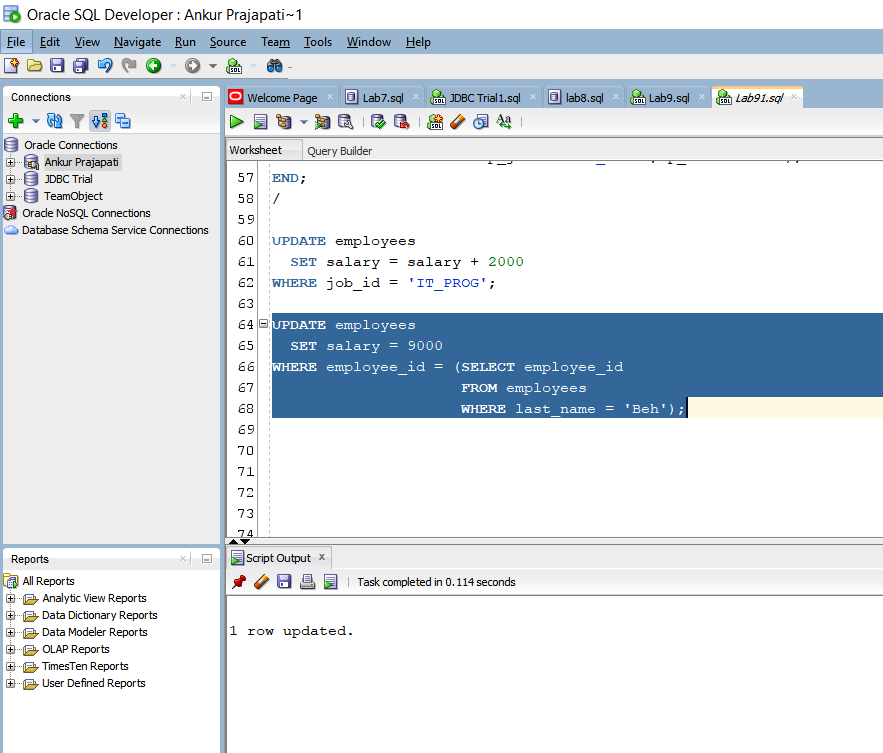 Oracle SQL Developer : Ankur Prajapati~1
File Edit View Navigate Run Source Team Tools Window Help
Connections
Oracle Connections
Ankur Prajapati
JDBC Trial
TeamObject
Oracle NoSQL Connections
Database Schema Service Connections
Welcome Page Lab7.sql JDBC Trial1.sql lab8.sql Lab9.sql Lab91.sql
Worksheet Query Builder
57 END;
58 /
59
60 UPDATE employees
61 SET salary = salary + 2000
62 WHERE job_id = 'IT_PROG';
63
64 UPDATE employees
65 SET salary = 9000
66 WHERE employee_id = (SELECT employee_id
67 FROM employees
68 WHERE last_name = 'Beh');
69
70
71
72
73
74
Reports
All Reports
Analytic View Reports
Data Dictionary Reports
Data Modeler Reports
OLAP Reports
TimesTen Reports
User Defined Reports
Script Output
Task completed in 0.114 seconds
1 row updated.